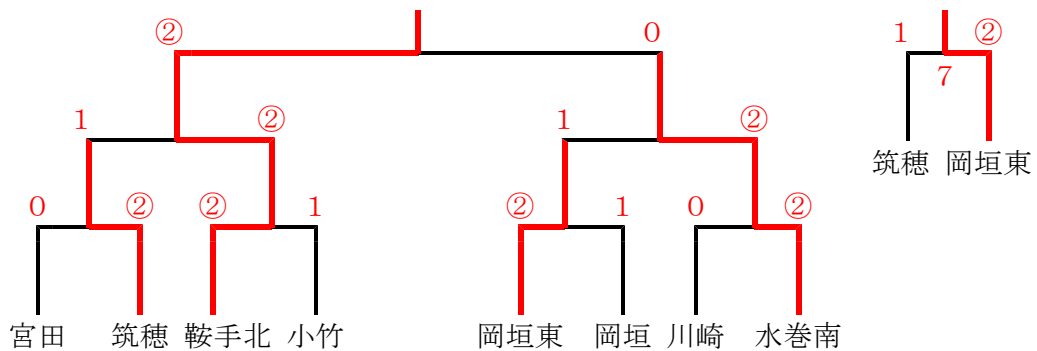 ② 0 1 ②
7
1 ② 1 ②
筑穂 岡垣東
0 ② ② 1 ② 1 0 ②
宮田 筑穂 鞍手北 小竹 岡垣東 岡垣 川崎 水巻南